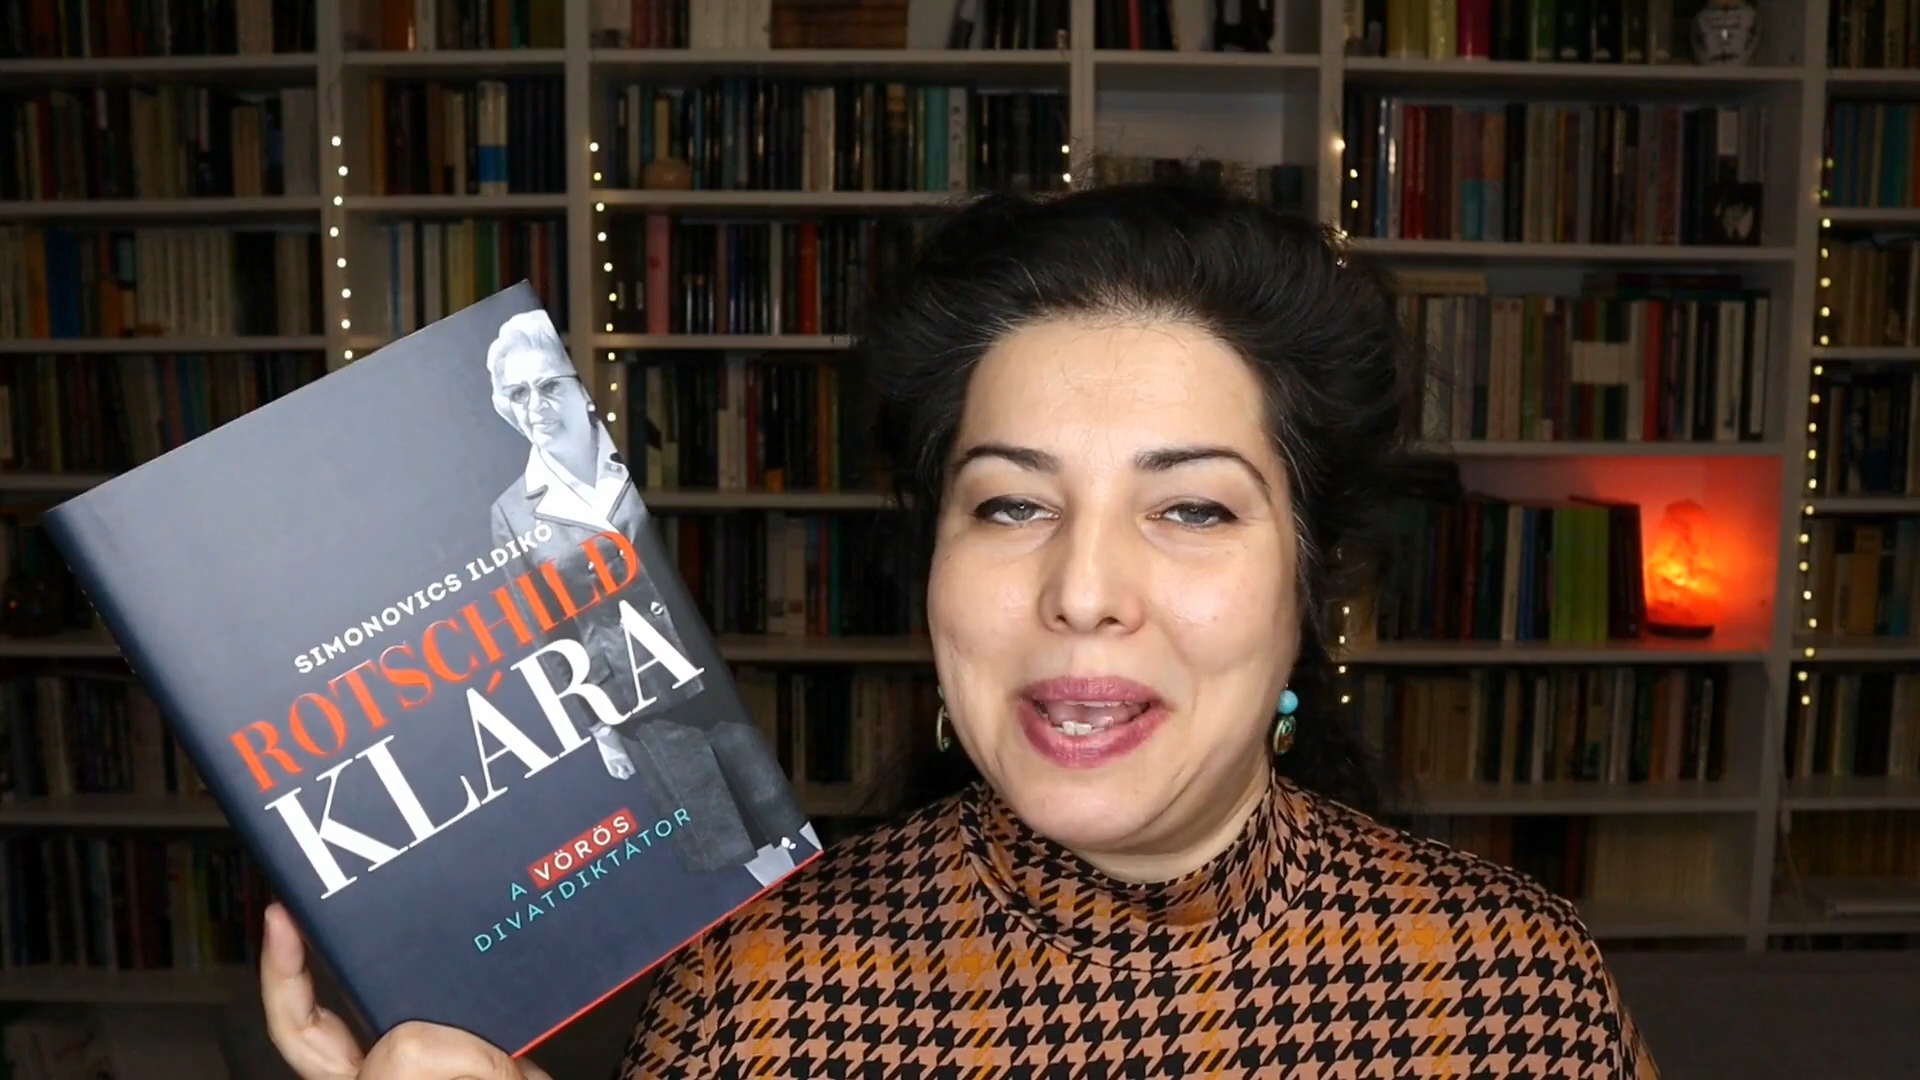 SIMONOVICS ILDIKÓ
ROTSCHILD
KLÁRA
A VÖRÖS
DIVATDIKTÁTOR